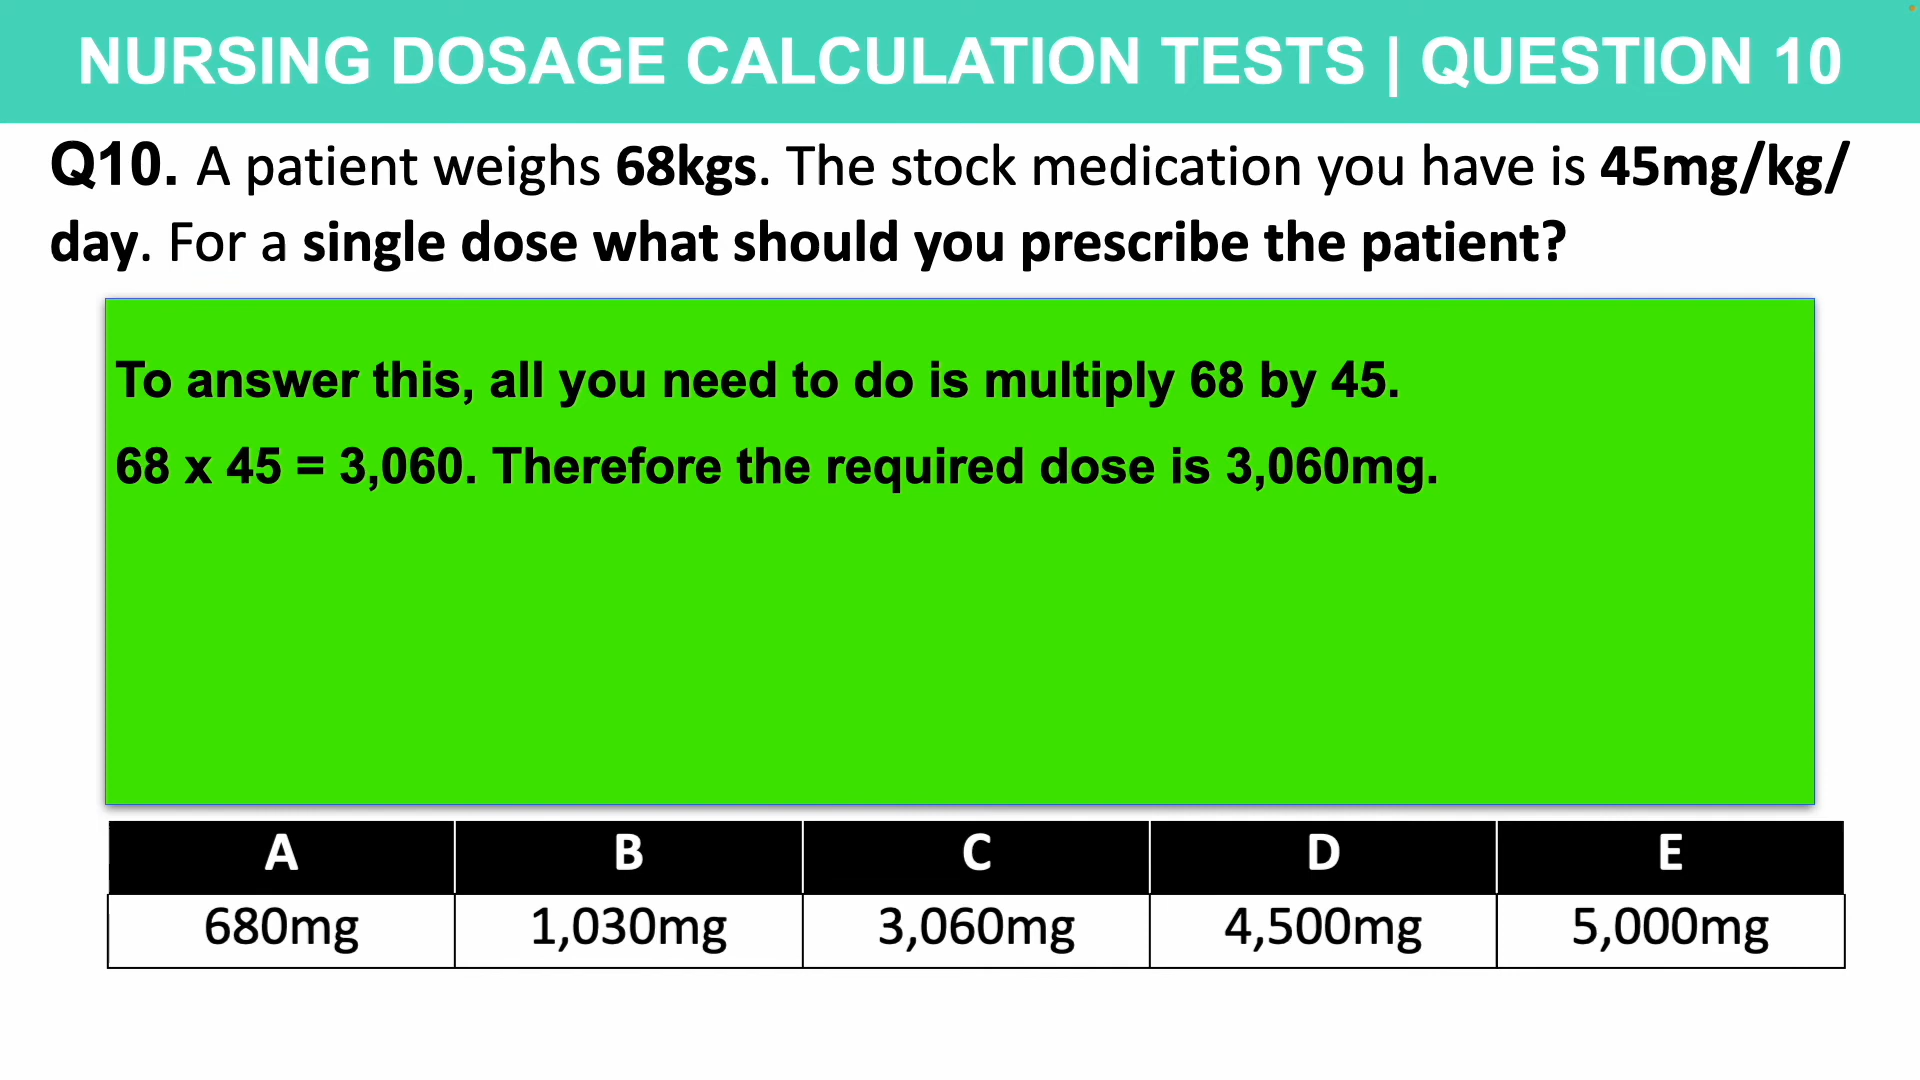 NURSING DOSAGE CALCULATION TESTS | QUESTION 10
Q10. A patient weighs 68kgs. The stock medication you have is 45mg/kg/
day. For a single dose what should you prescribe the patient?
To answer this, all you need to do is multiply 68 by 45.
68 x 45 = 3,060. Therefore the required dose is 3,060mg.
A B C D E
680mg 1,030mg 3,060mg 4,500mg 5,000mg